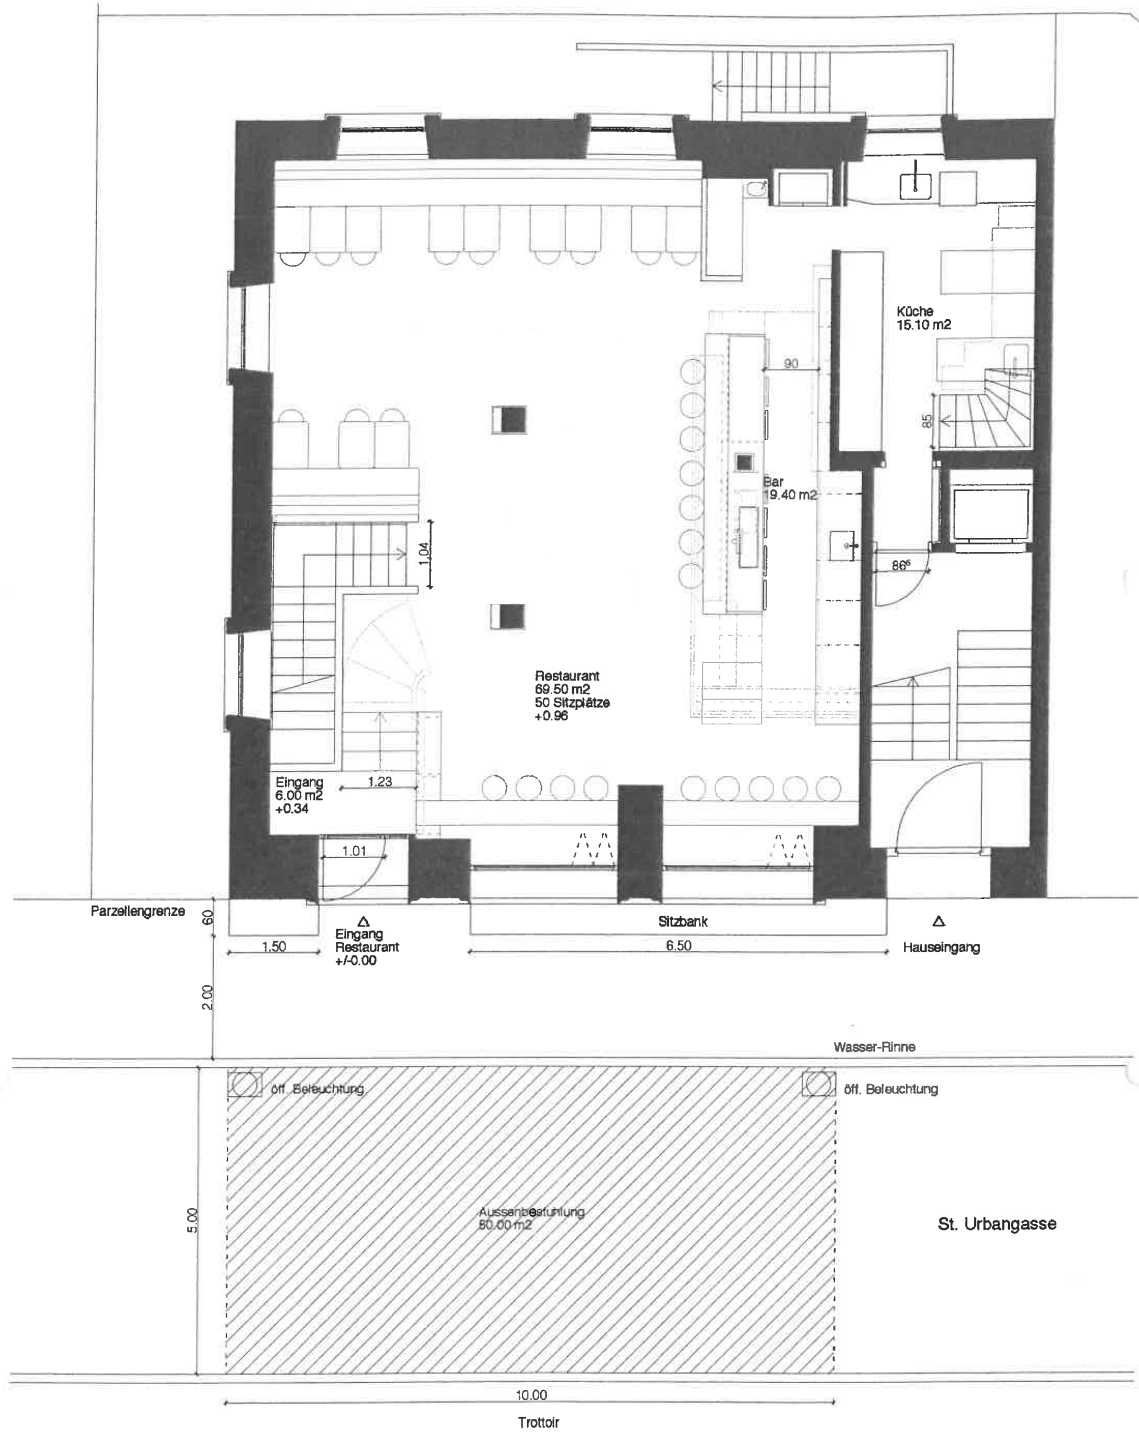 Küche
15.10 m2
90
85
Bar
19.40 m2
1.04
86⁶
Restaurant
69.50 m2
50 Sitzplätze
+0.96
Eingang
6.00 m2
+0.34
1.23
1.01
Parzellengrenze
60
Sitzbank
Eingang
Restaurant
+/-0.00
Hauseingang
1.50
6.50
2.00
Wasser-Rinne
öff. Beleuchtung
öff. Beleuchtung
5.00
Aussenbestuhlung
50.00 m2
St. Urbangasse
10.00
Trottoir